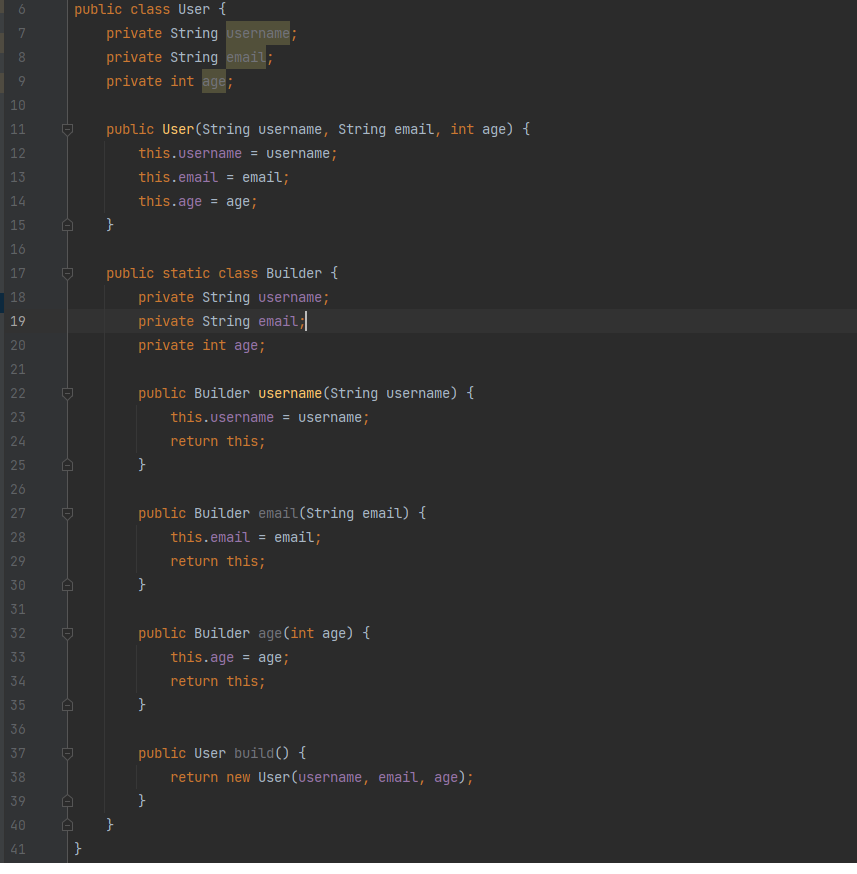 6 public class User {
7     private String username;
8     private String email;
9     private int age;
10
11     public User(String username, String email, int age) {
12         this.username = username;
13         this.email = email;
14         this.age = age;
15     }
16
17     public static class Builder {
18         private String username;
19         private String email;
20         private int age;
21
22         public Builder username(String username) {
23             this.username = username;
24             return this;
25         }
26
27         public Builder email(String email) {
28             this.email = email;
29             return this;
30         }
31
32         public Builder age(int age) {
33             this.age = age;
34             return this;
35         }
36
37         public User build() {
38             return new User(username, email, age);
39         }
40     }
41 }